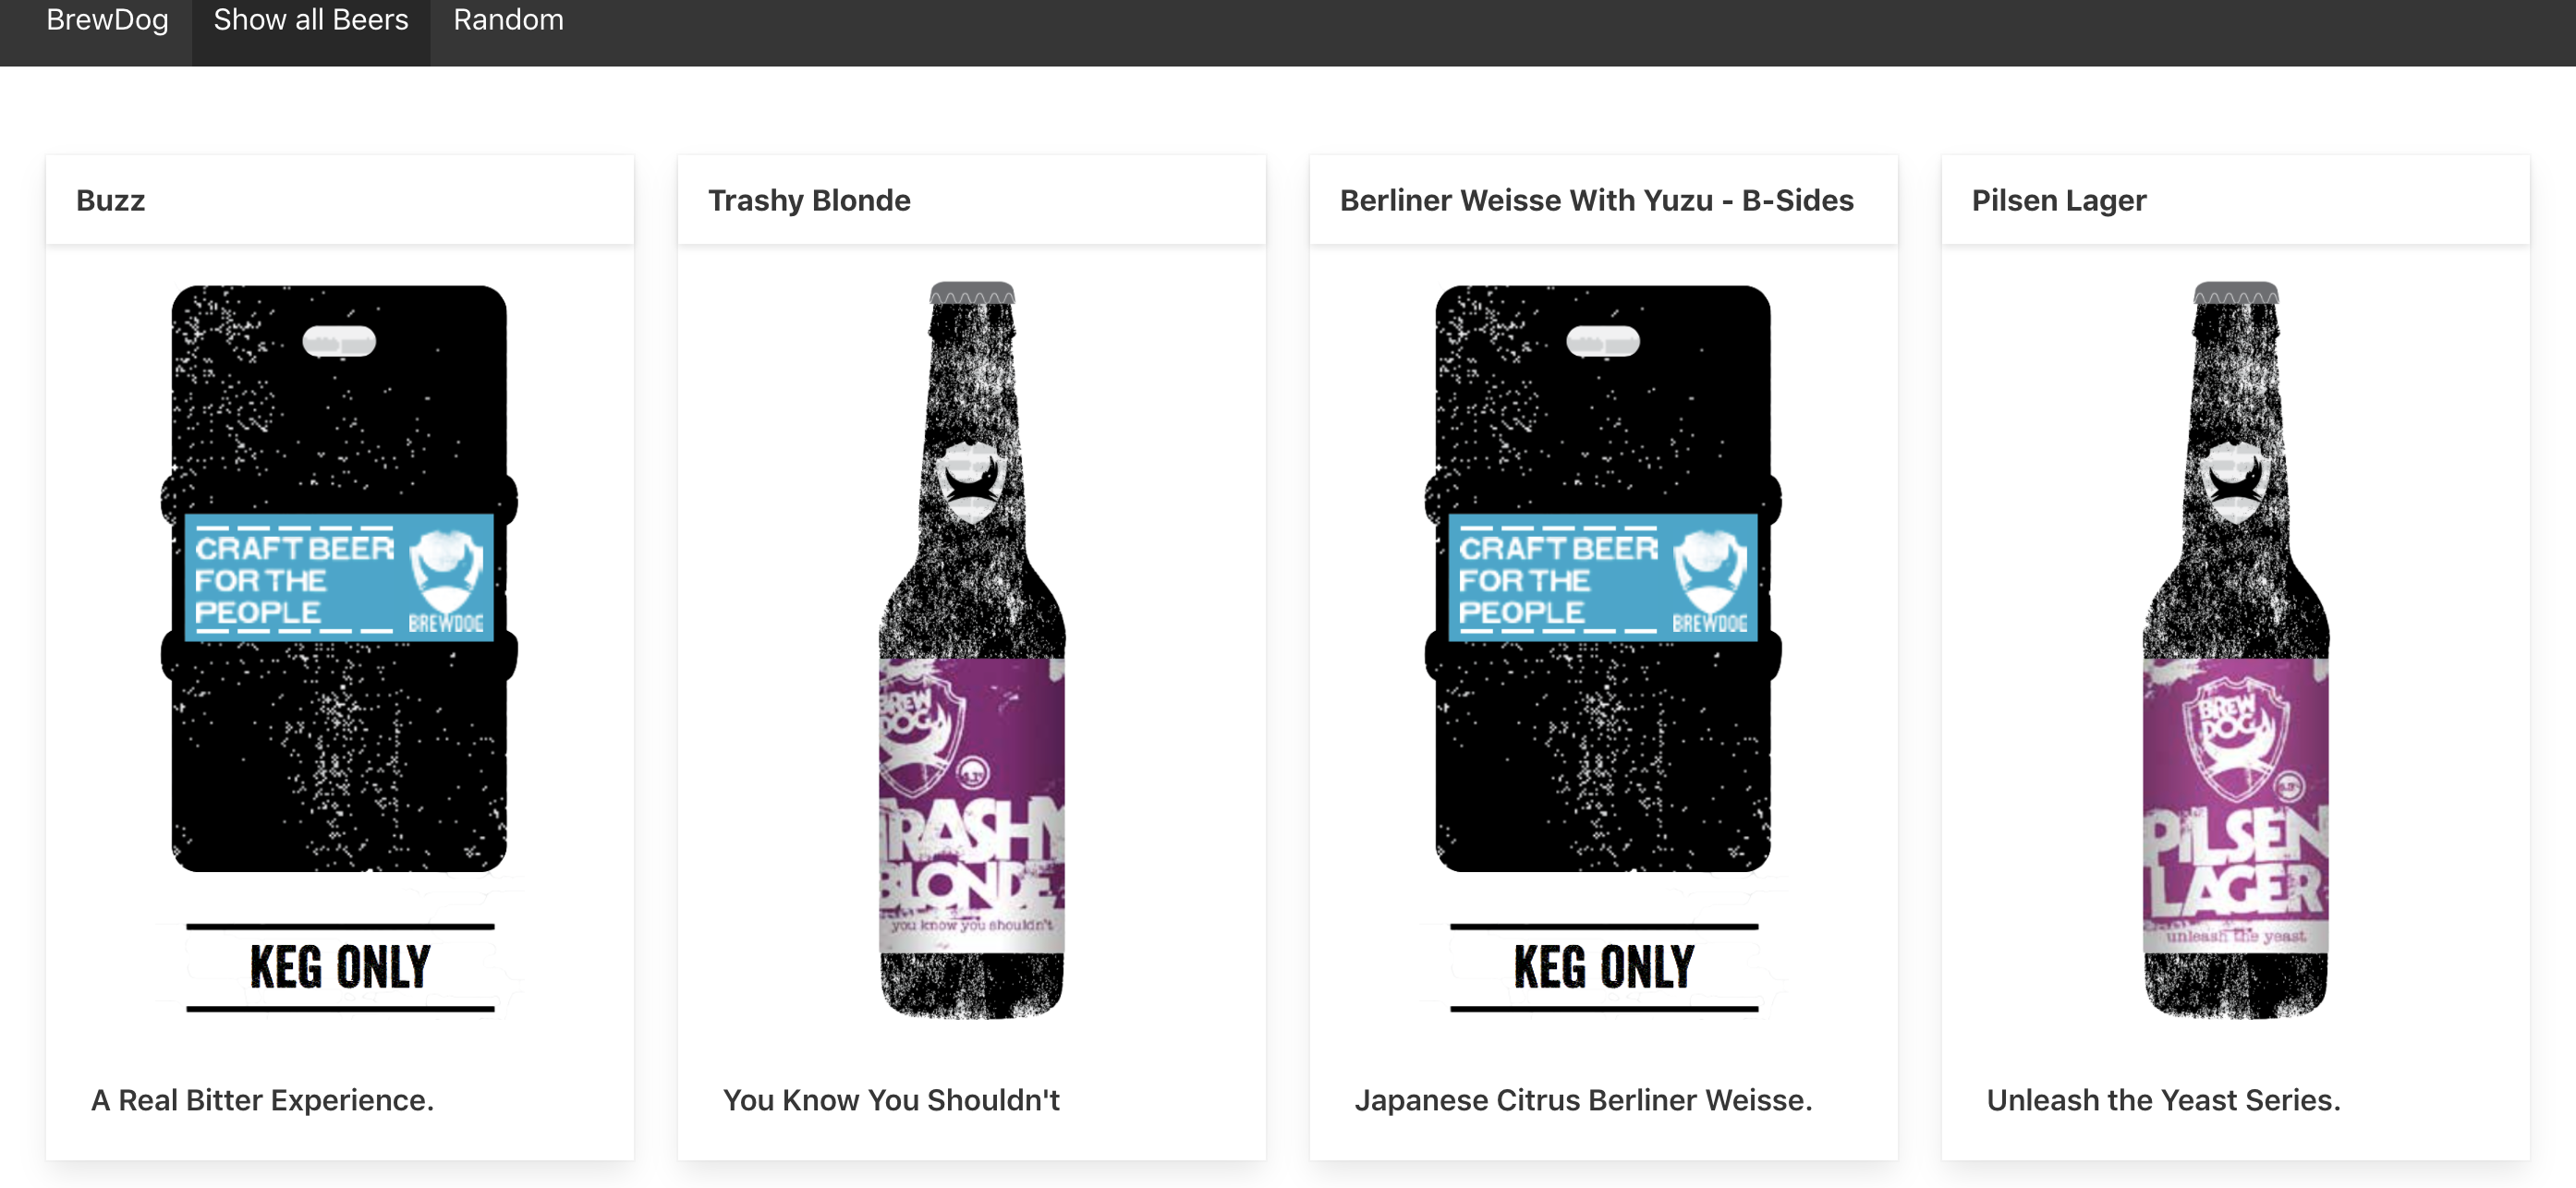 BrewDog Show all Beers Random
Buzz
CRAFT BEER
FOR THE
PEOPLE
BREWDOG
KEG ONLY
A Real Bitter Experience.
Trashy Blonde
BREW
DOG
TRASHY
BLONDE
you know you shouldn't
You Know You Shouldn't
Berliner Weisse With Yuzu - B-Sides
CRAFT BEER
FOR THE
PEOPLE
BREWDOG
KEG ONLY
Japanese Citrus Berliner Weisse.
Pilsen Lager
BREW
DOG
PILSEN
LAGER
unleash the yeast
Unleash the Yeast Series.